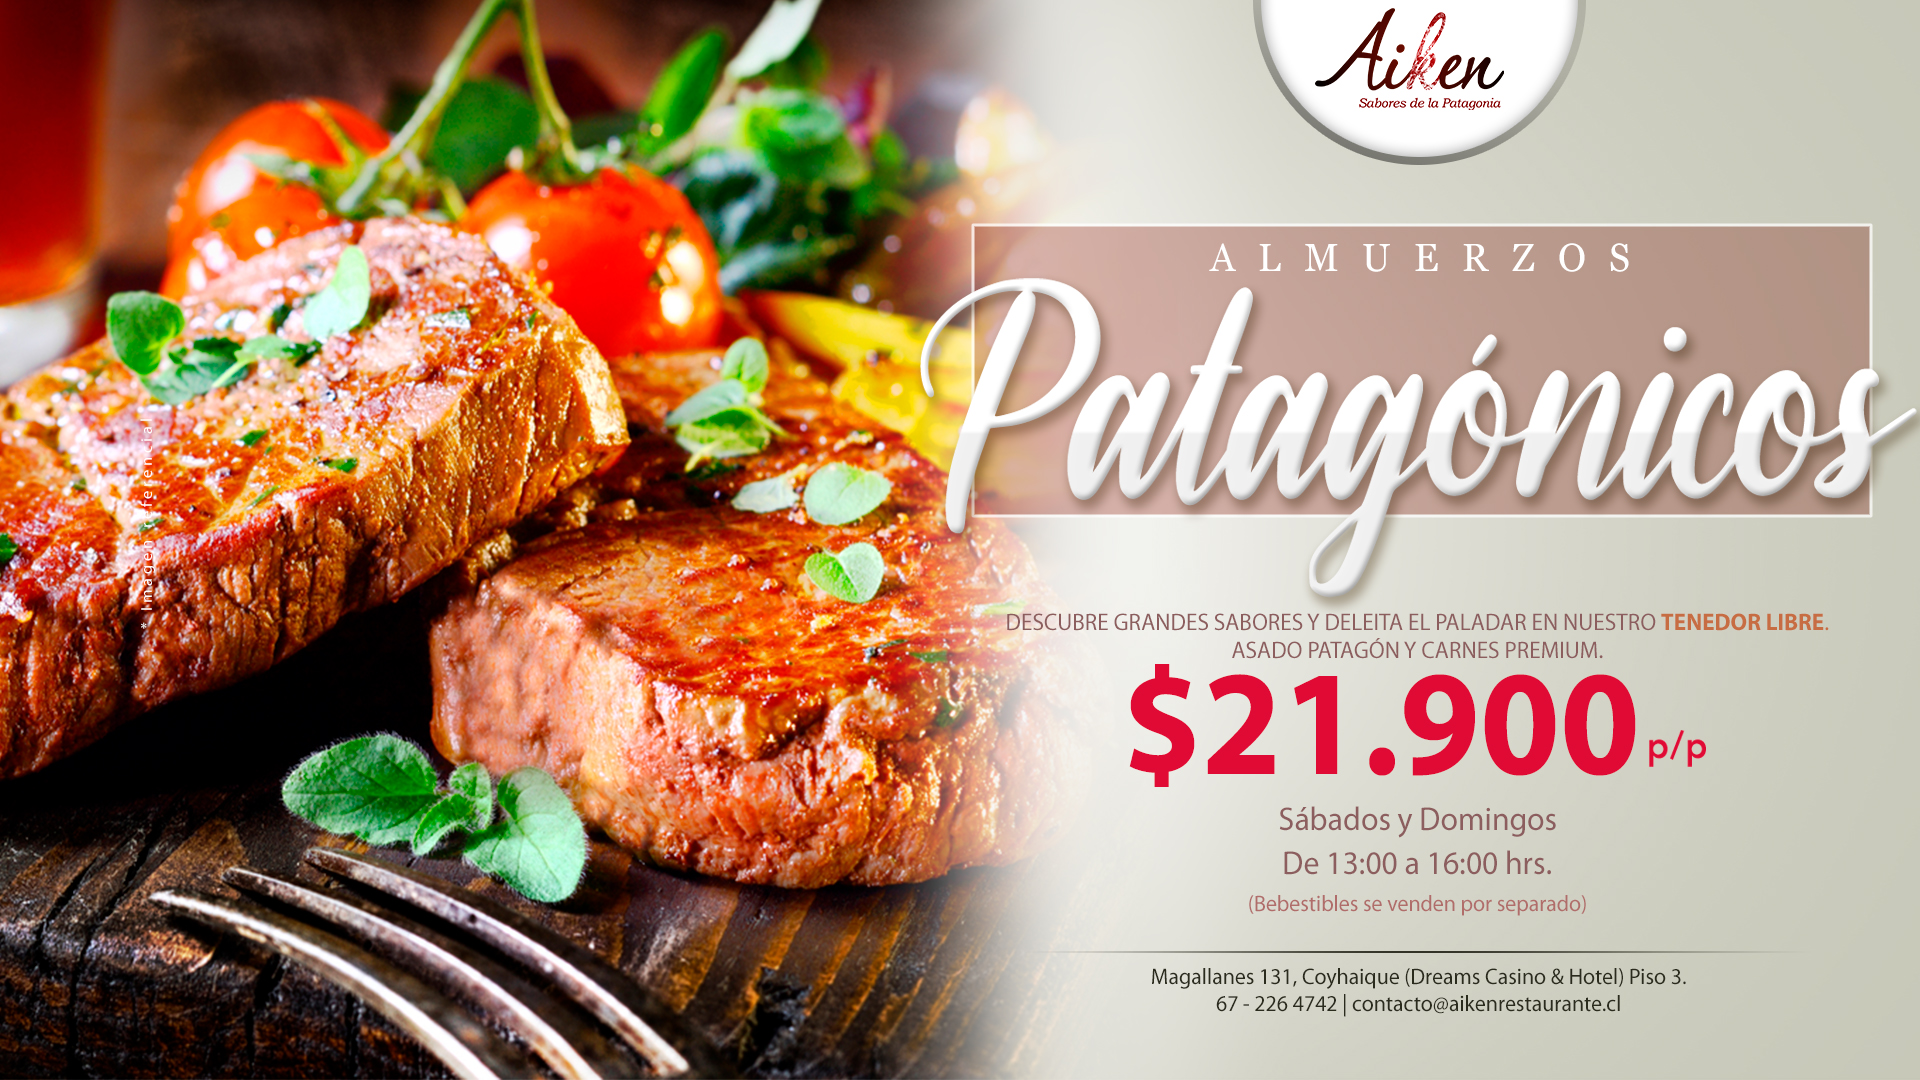 Aiken
Sabores de la Patagonia
ALMUERZOS
Patagónicos
DESCUBRE GRANDES SABORES Y DELEITA EL PALADAR EN NUESTRO TENEDOR LIBRE.
ASADO PATAGÓN Y CARNES PREMIUM.
$21.900 p/p
Sábados y Domingos
De 13:00 a 16:00 hrs.
(Bebestibles se venden por separado)
Magallanes 131, Coyhaique (Dreams Casino & Hotel) Piso 3.
67 - 226 4742 | contacto@aikenrestaurante.cl
* Imagen referencial